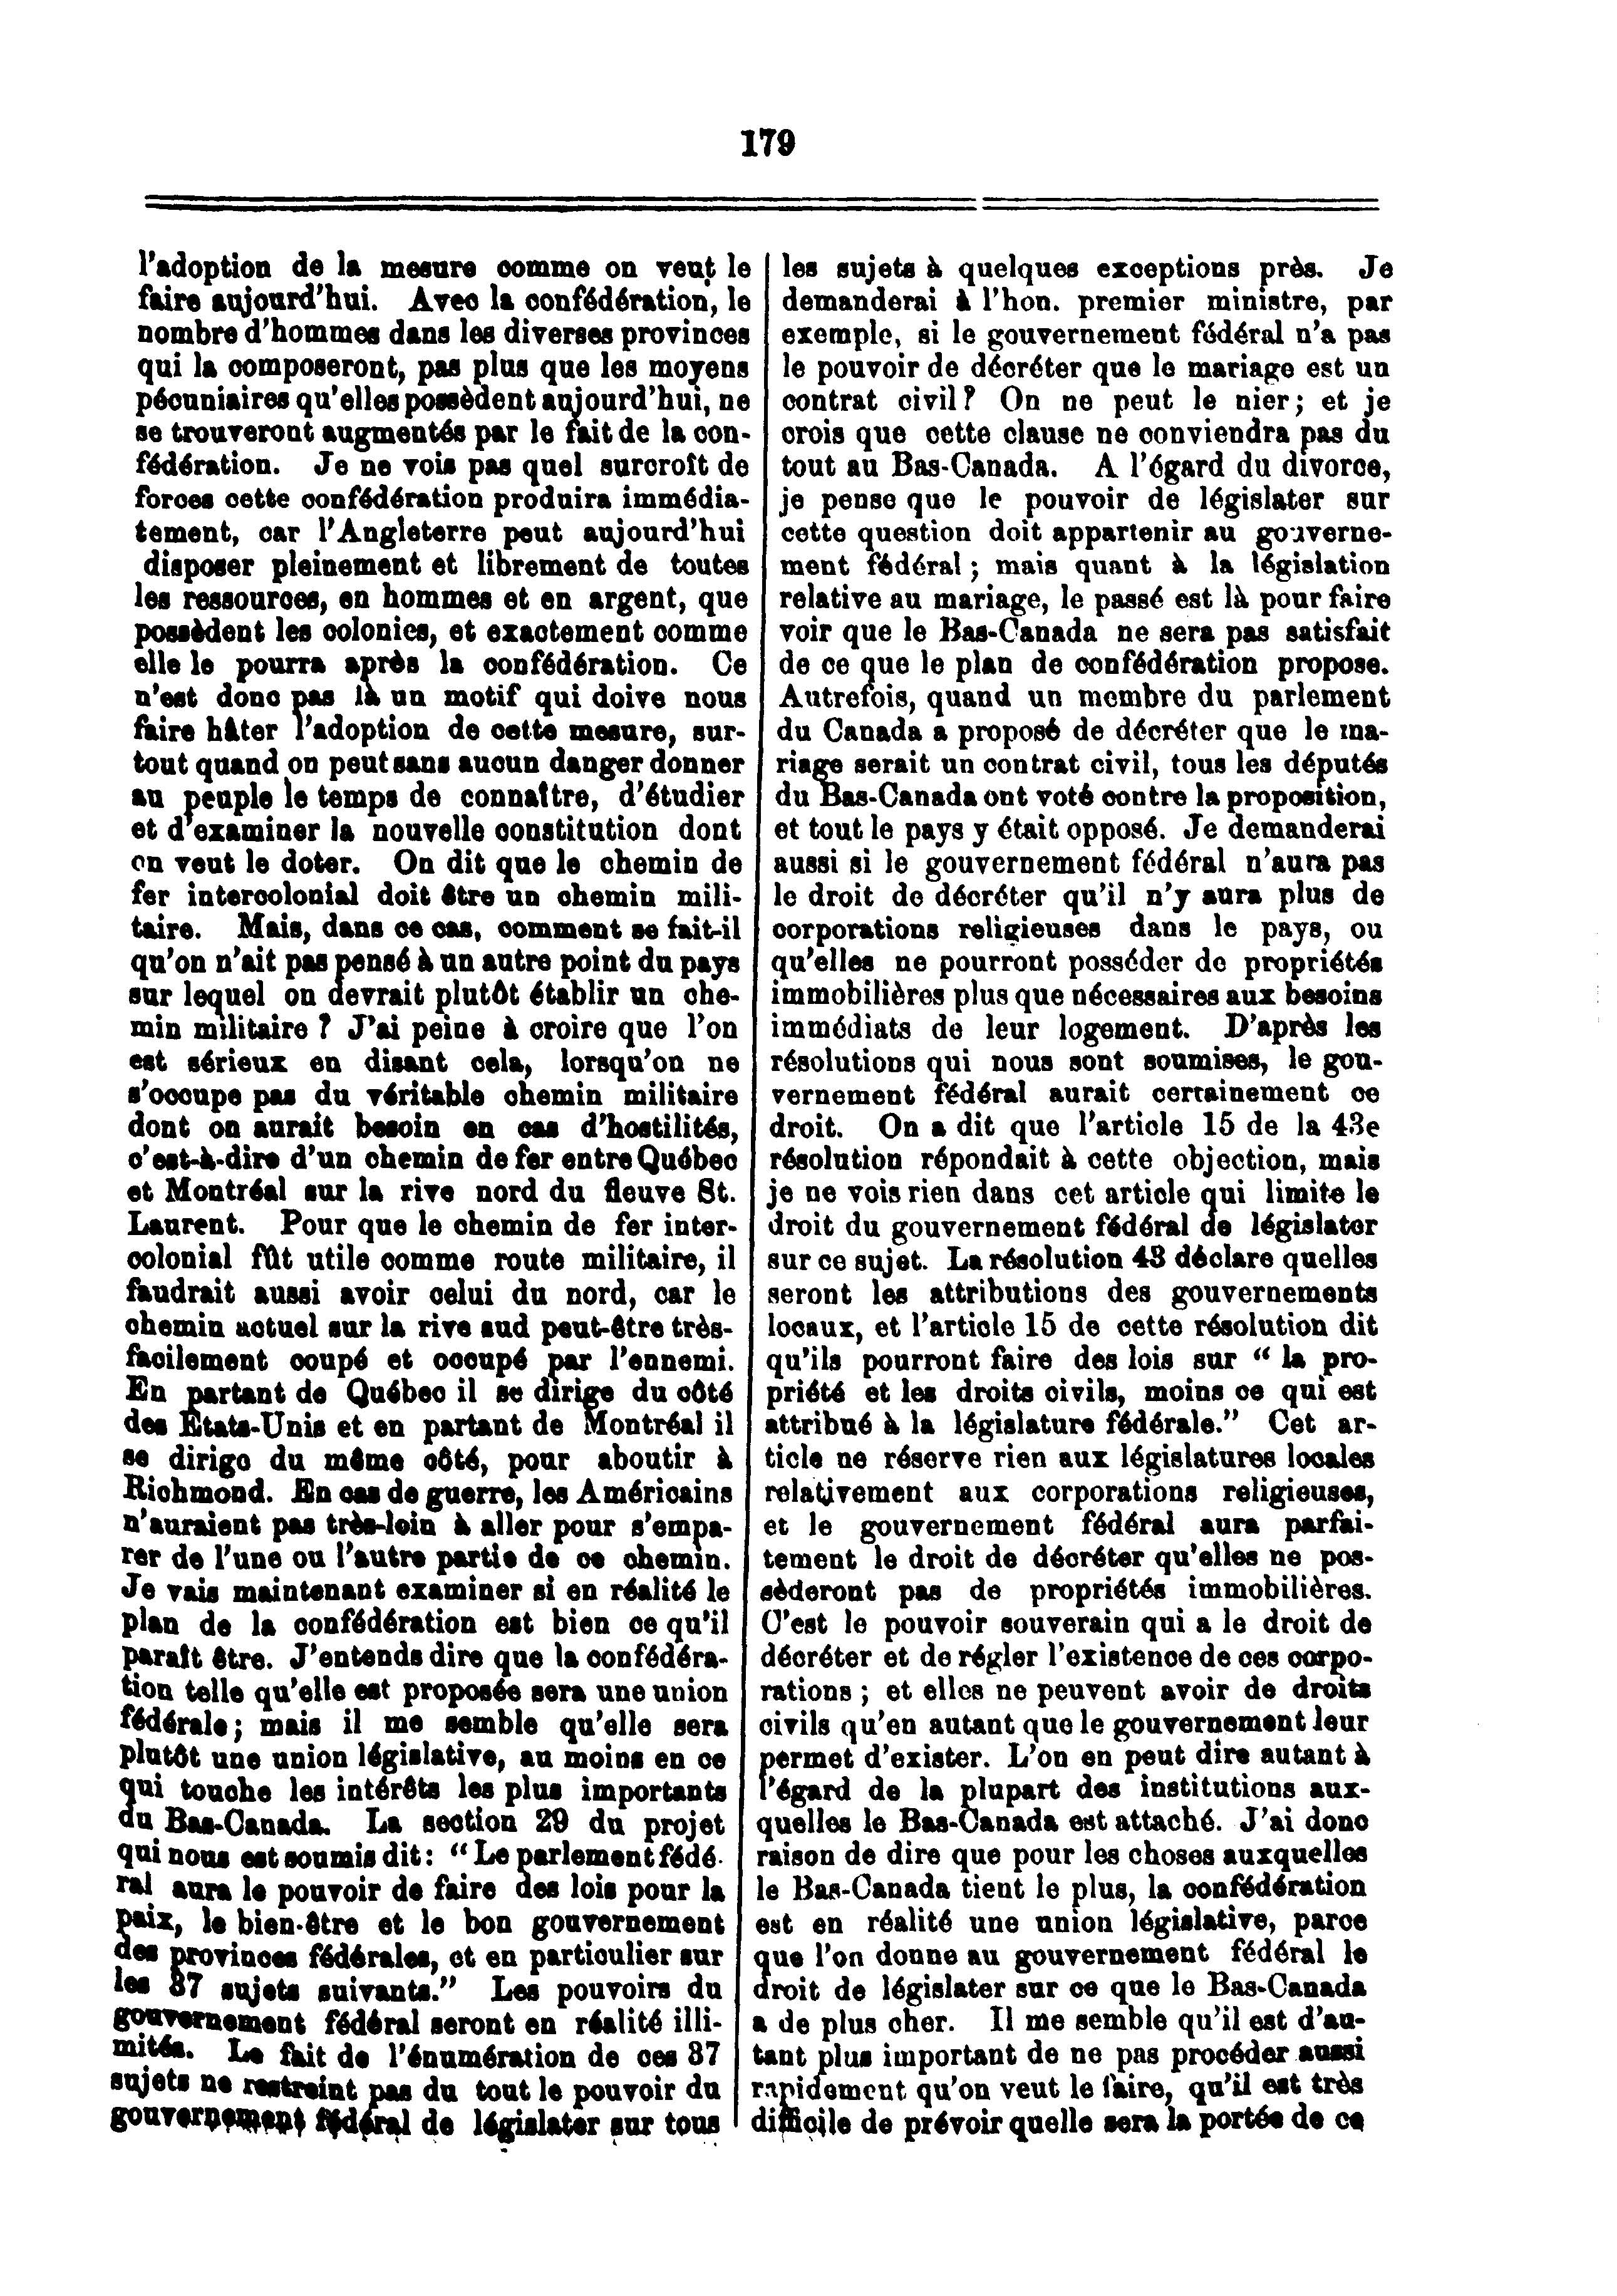 179
l'adoption de la mesure comme on veut le
faire aujourd'hui. Avec la confédération, le
nombre d'hommes dans les diverses provinces
qui la composeront, pas plus que les moyens
pécuniaires qu'elles possèdent aujourd'hui, ne
se trouveront augmentés par le fait de la con-
fédération. Je ne vois pas quel surcroît de
forces cette confédération produira immédia-
tement, car l'Angleterre peut aujourd'hui
disposer pleinement et librement de toutes
les ressources, en hommes et en argent, que
possèdent les colonies, et exactement comme
elle le pourra après la confédération. Ce
n'est donc pas là un motif qui doive nous
faire hâter l'adoption de cette mesure, sur-
tout quand on peut sans aucun danger donner
au peuple le temps de connaître, d'étudier
et d'examiner la nouvelle constitution dont
on veut le doter. On dit que le chemin de
fer intercolonial doit être un chemin mili-
taire. Mais, dans ce cas, comment se fait-il
qu'on n'ait pas pensé à un autre point du pays
sur lequel on devrait plutôt établir un che-
min militaire ? J'ai peine à croire que l'on
est sérieux en disant cela, lorsqu'on ne
s'occupe pas du véritable chemin militaire
dont on aurait besoin en cas d'hostilités,
c'est-à-dire d'un chemin de fer entre Québec
et Montréal sur la rive nord du fleuve St.
Laurent. Pour que le chemin de fer inter-
colonial fût utile comme route militaire, il
faudrait aussi avoir celui du nord, car le
chemin actuel sur la rive sud peut-être très-
facilement coupé et occupé par l'ennemi.
En partant de Québec il se dirige du côté
des Etats-Unis et en partant de Montréal il
se dirige du même côté, pour aboutir à
Richmond. En cas de guerre, les Américains
n'auraient pas très-loin à aller pour s'empa-
rer de l'une ou l'autre partie de ce chemin.
Je vais maintenant examiner si en réalité le
plan de la confédération est bien ce qu'il
paraît être. J'entends dire que la confédéra-
tion telle qu'elle est proposée sera une union
fédérale; mais il me semble qu'elle sera
plutôt une union législative, au moins en ce
qui touche les intérêts les plus importants
du Bas-Canada. La section 29 du projet
qui nous est soumis dit : "Le parlement fédé-
ral aura le pouvoir de faire des lois pour la
paix, le bien-être et le bon gouvernement
des provinces fédérales, et en particulier sur
les 37 sujets suivants." Les pouvoirs du
gouvernement fédéral seront en réalité illi-
mités. Le fait de l'énumération de ces 37
sujets ne restreint pas du tout le pouvoir du
gouvernement fédéral de législater sur tous
les sujets à quelques exceptions près. Je
demanderai à l'hon. premier ministre, par
exemple, si le gouvernement fédéral n'a pas
le pouvoir de décréter que le mariage est un
contrat civil? On ne peut le nier; et je
crois que cette clause ne conviendra pas du
tout au Bas-Canada. A l'égard du divorce,
je pense que le pouvoir de législater sur
cette question doit appartenir au gouverne-
ment fédéral ; mais quant à la législation
relative au mariage, le passé est là pour faire
voir que le Bas-Canada ne sera pas satisfait
de ce que le plan de confédération propose.
Autrefois, quand un membre du parlement
du Canada a proposé de décréter que le ma-
riage serait un contrat civil, tous les députés
du Bas-Canada ont voté contre la proposition,
et tout le pays y était opposé. Je demanderai
aussi si le gouvernement fédéral n'aura pas
le droit de décréter qu'il n'y aura plus de
corporations religieuses dans le pays, ou
qu'elles ne pourront posséder de propriétés
immobilières plus que nécessaires aux besoins
immédiats de leur logement. D'après les
résolutions qui nous sont soumises, le gou-
vernement fédéral aurait certainement ce
droit. On a dit que l'article 15 de la 43e
résolution répondait à cette objection, mais
je ne vois rien dans cet article qui limite le
droit du gouvernement fédéral de législater
sur ce sujet. La résolution 43 déclare quelles
seront les attributions des gouvernements
locaux, et l'article 15 de cette résolution dit
qu'ils pourront faire des lois sur " la pro-
priété et les droits civils, moins ce qui est
attribué à la législature fédérale." Cet ar-
ticle ne réserve rien aux législatures locales
relativement aux corporations religieuses,
et le gouvernement fédéral aura parfai-
tement le droit de décréter qu'elles ne pos-
sèderont pas de propriétés immobilières.
C'est le pouvoir souverain qui a le droit de
décréter et de régler l'existence de ces corpo-
rations ; et elles ne peuvent avoir de droits
civils qu'en autant que le gouvernement leur
permet d'exister. L'on en peut dire autant à
l'égard de la plupart des institutions aux-
quelles le Bas-Canada est attaché. J'ai donc
raison de dire que pour les choses auxquelles
le Bas-Canada tient le plus, la confédération
est en réalité une union législative, parce
que l'on donne au gouvernement fédéral le
droit de législater sur ce que le Bas-Canada
a de plus cher. Il me semble qu'il est d'au-
tant plus important de ne pas procéder aussi
rapidement qu'on veut le faire, qu'il est très
difficile de prévoir quelle sera la portée de ce